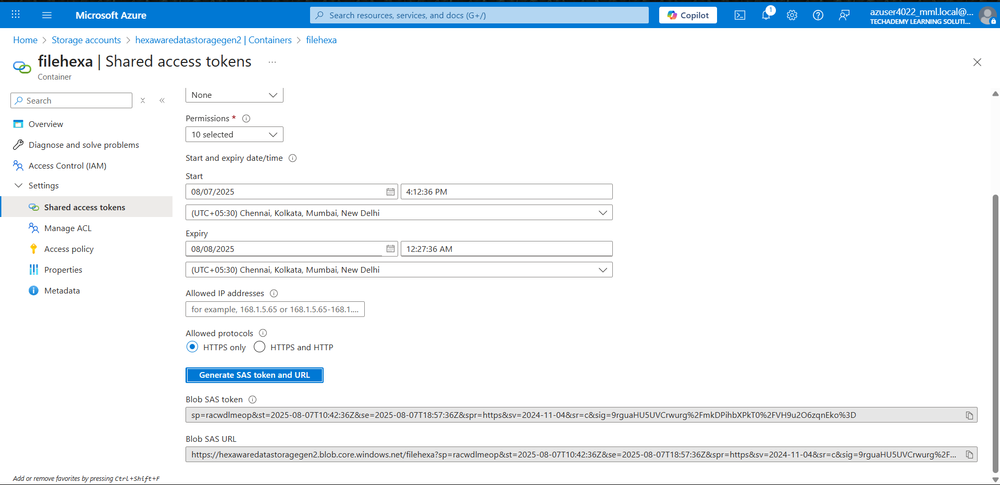 Microsoft Azure
Search resources, services, and docs (G+/)
Copilot
1
azuser4022_mml.local@...
TECHADEMY LEARNING SOLUTI...
Home > Storage accounts > hexawaredatastoragegen2 | Containers > filehexa
filehexa | Shared access tokens ...
Container
Search
Overview
Diagnose and solve problems
Access Control (IAM)
Settings
Shared access tokens
Manage ACL
Access policy
Properties
Metadata
Add or remove favorites by pressing Ctrl+Shift+F
None
Permissions *
10 selected
Start and expiry date/time
Start
08/07/2025 4:12:36 PM
(UTC+05:30) Chennai, Kolkata, Mumbai, New Delhi
Expiry
08/08/2025 12:27:36 AM
(UTC+05:30) Chennai, Kolkata, Mumbai, New Delhi
Allowed IP addresses
for example, 168.1.5.65 or 168.1.5.65-168.1....
Allowed protocols
HTTPS only HTTPS and HTTP
Generate SAS token and URL
Blob SAS token
sp=racwdlmeop&st=2025-08-07T10:42:36Z&se=2025-08-07T18:57:36Z&spr=https&sv=2024-11-04&sr=c&sig=9rguaHU5UVCrwurg%2FmkDPihbXPkT0%2FVH9u2O6zqnEko%3D
Blob SAS URL
https://hexawaredatastoragegen2.blob.core.windows.net/filehexa?sp=racwdlmeop&st=2025-08-07T10:42:36Z&se=2025-08-07T18:57:36Z&spr=https&sv=2024-11-04&sr=c&sig=9rguaHU5UVCrwurg%2F...